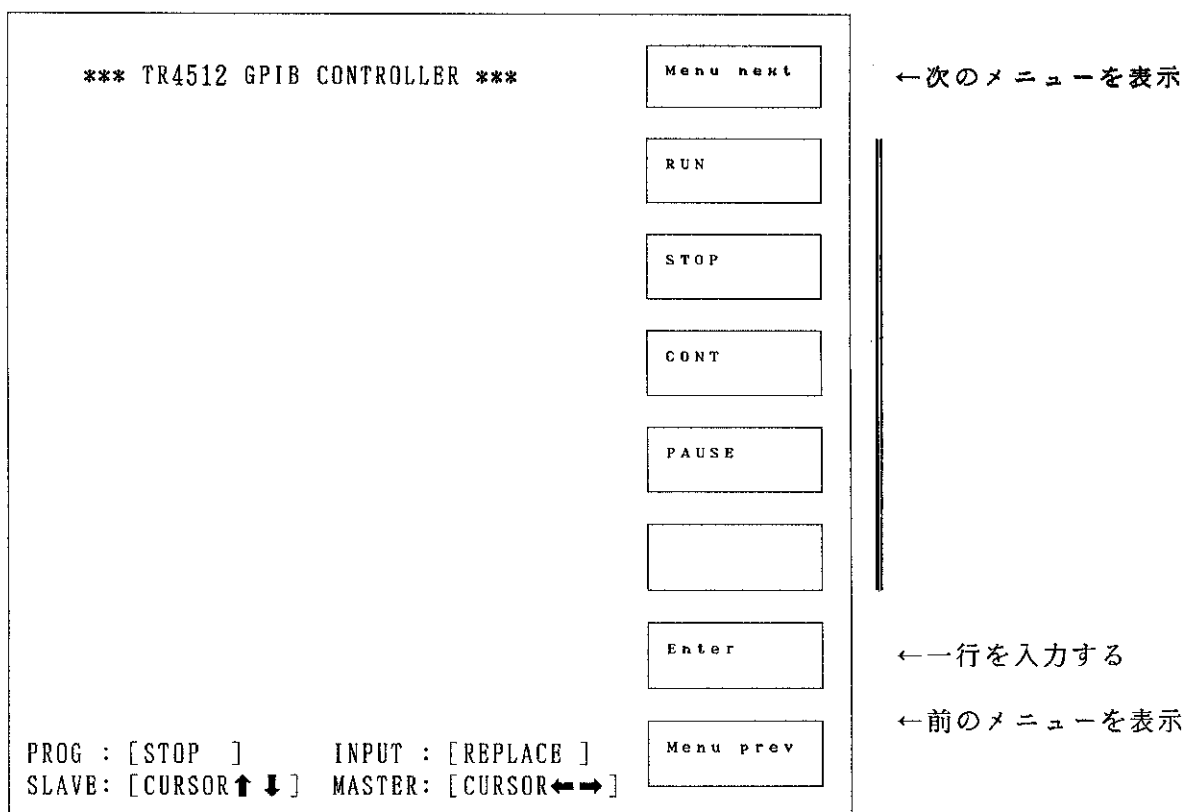 *** TR4512 GPIB CONTROLLER ***
Menu next
←次のメニューを表示
RUN
STOP
CONT
PAUSE
Enter
←一行を入力する
Menu prev
←前のメニューを表示
PROG : [STOP ] INPUT : [REPLACE ]
SLAVE: [CURSOR⬆⬇] MASTER: [CURSOR⬅➡]